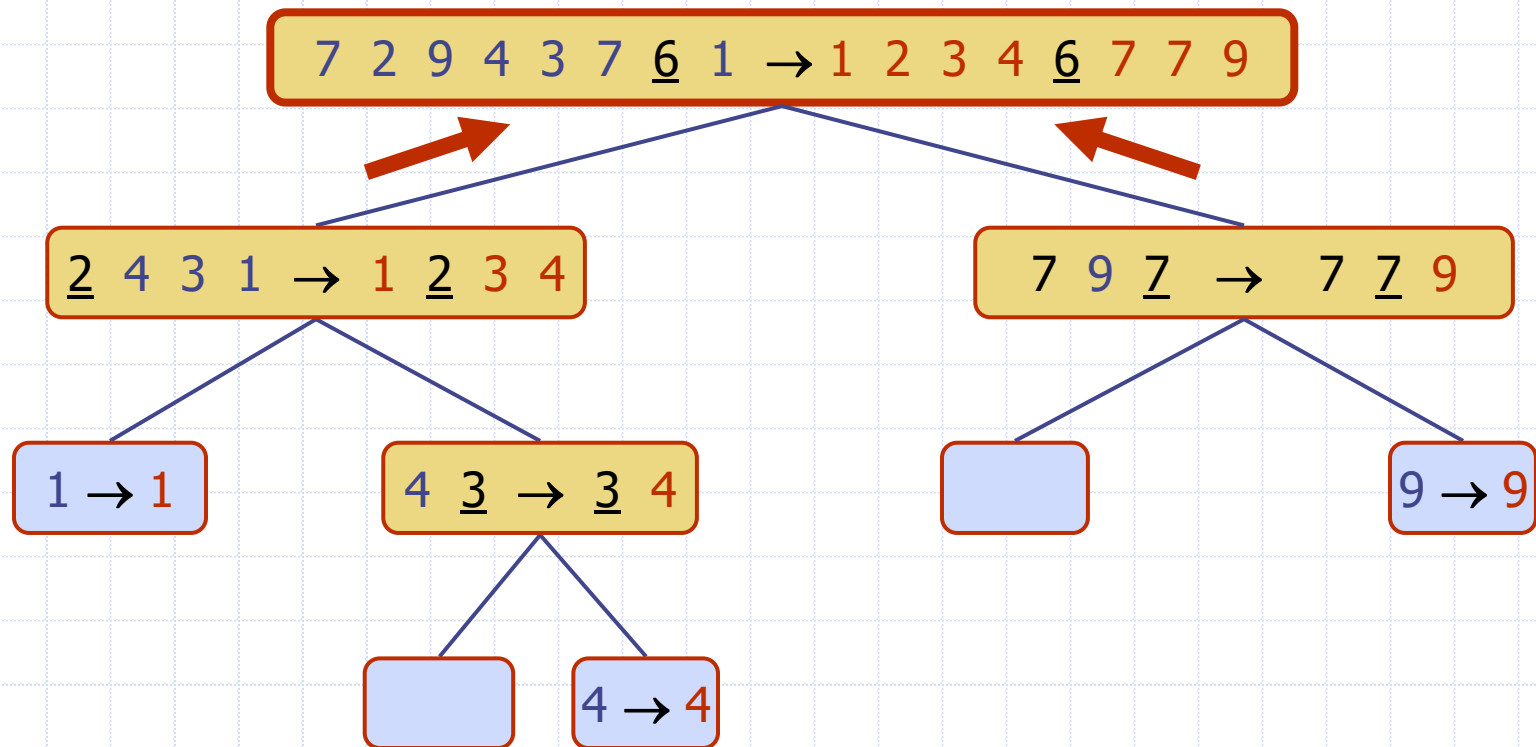 7 2 9 4 3 7 6 1 → 1 2 3 4 6 7 7 9
2 4 3 1 → 1 2 3 4
7 9 7 → 7 7 9
1 → 1
4 3 → 3 4
9 → 9
4 → 4